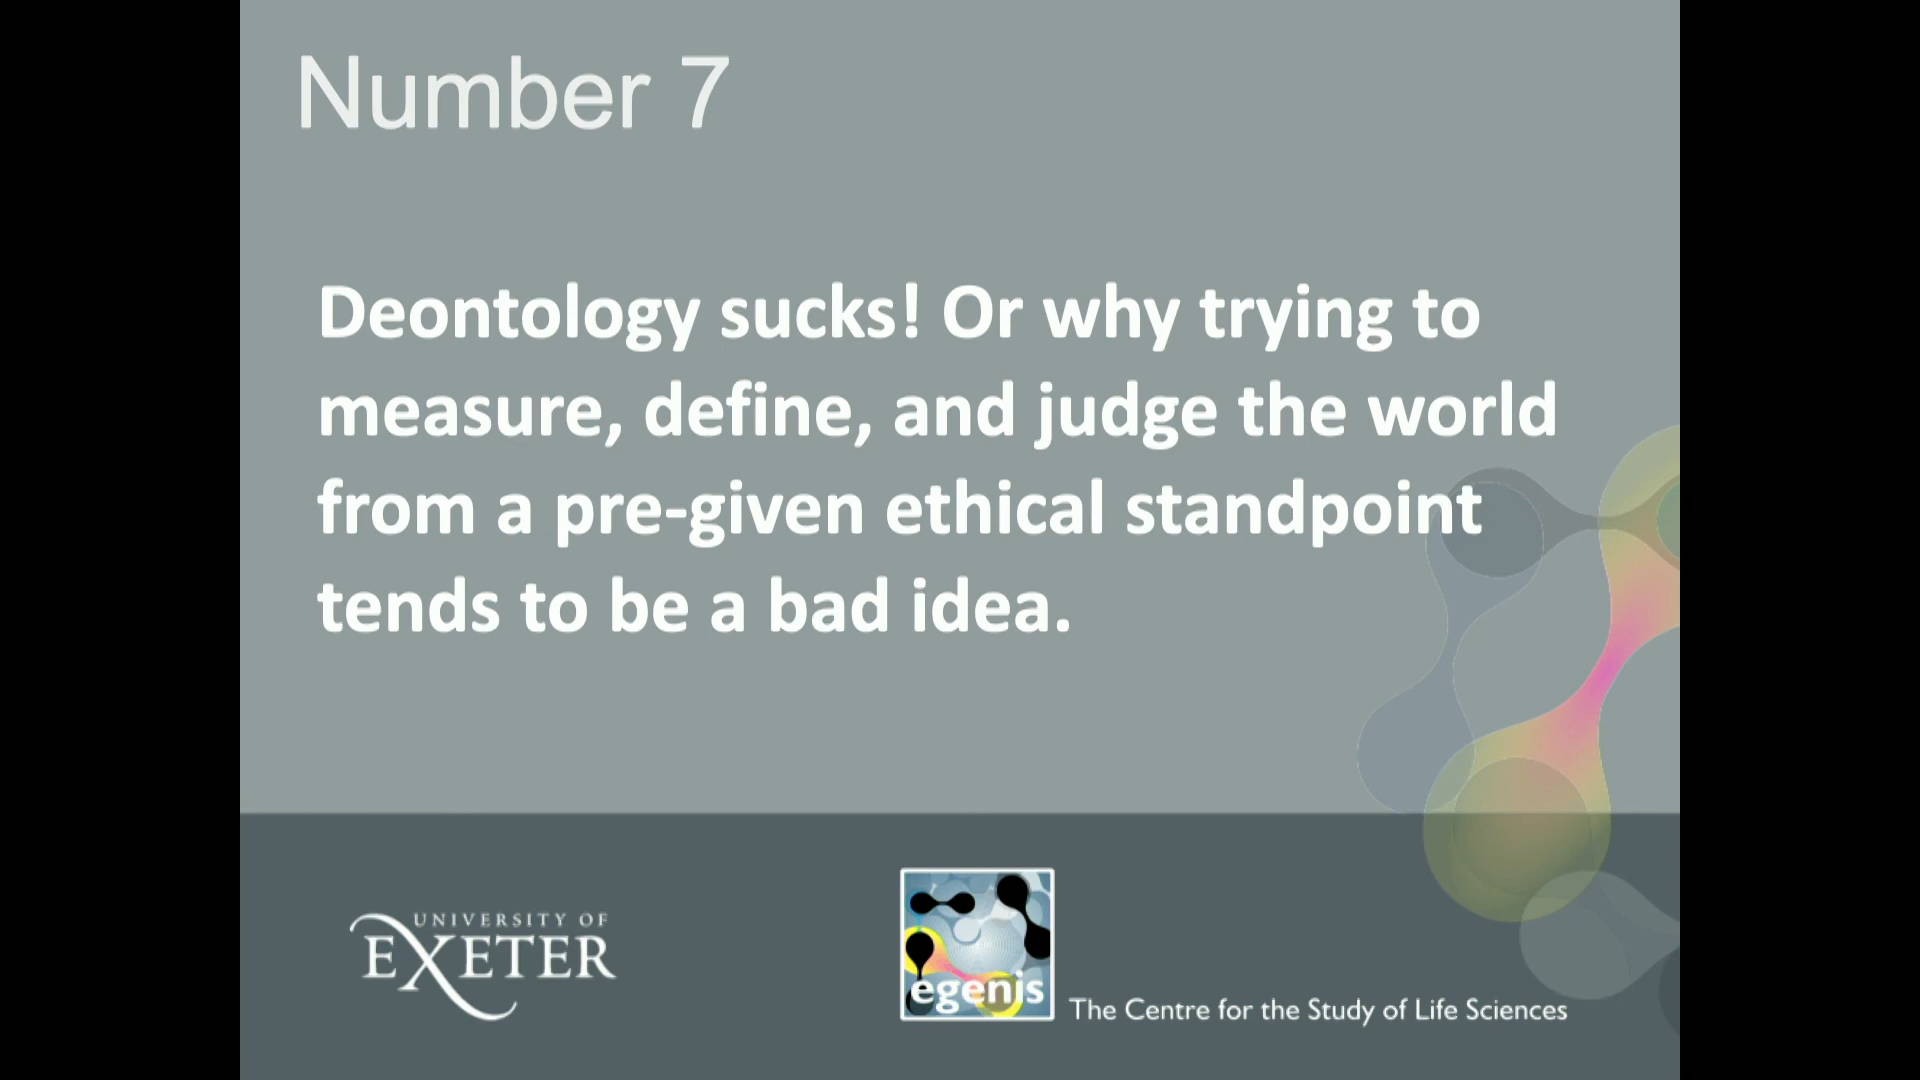 Number 7
Deontology sucks! Or why trying to
measure, define, and judge the world
from a pre-given ethical standpoint
tends to be a bad idea.
UNIVERSITY OF
EXETER
egenis
The Centre for the Study of Life Sciences